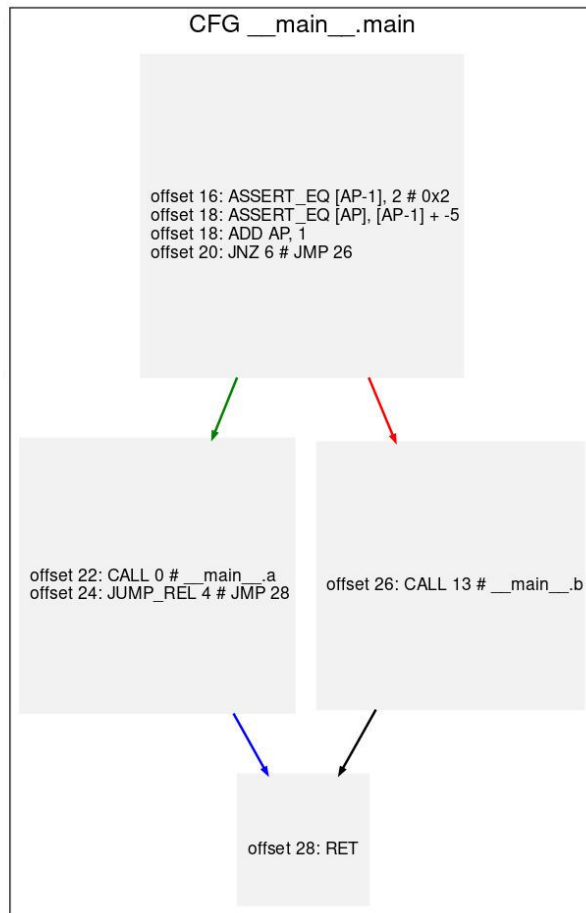 CFG __main__.main
offset 16: ASSERT_EQ [AP-1], 2 # 0x2
offset 18: ASSERT_EQ [AP], [AP-1] + -5
offset 18: ADD AP, 1
offset 20: JNZ 6 # JMP 26
offset 22: CALL 0 # __main__.a
offset 24: JUMP_REL 4 # JMP 28
offset 26: CALL 13 # __main__.b
offset 28: RET